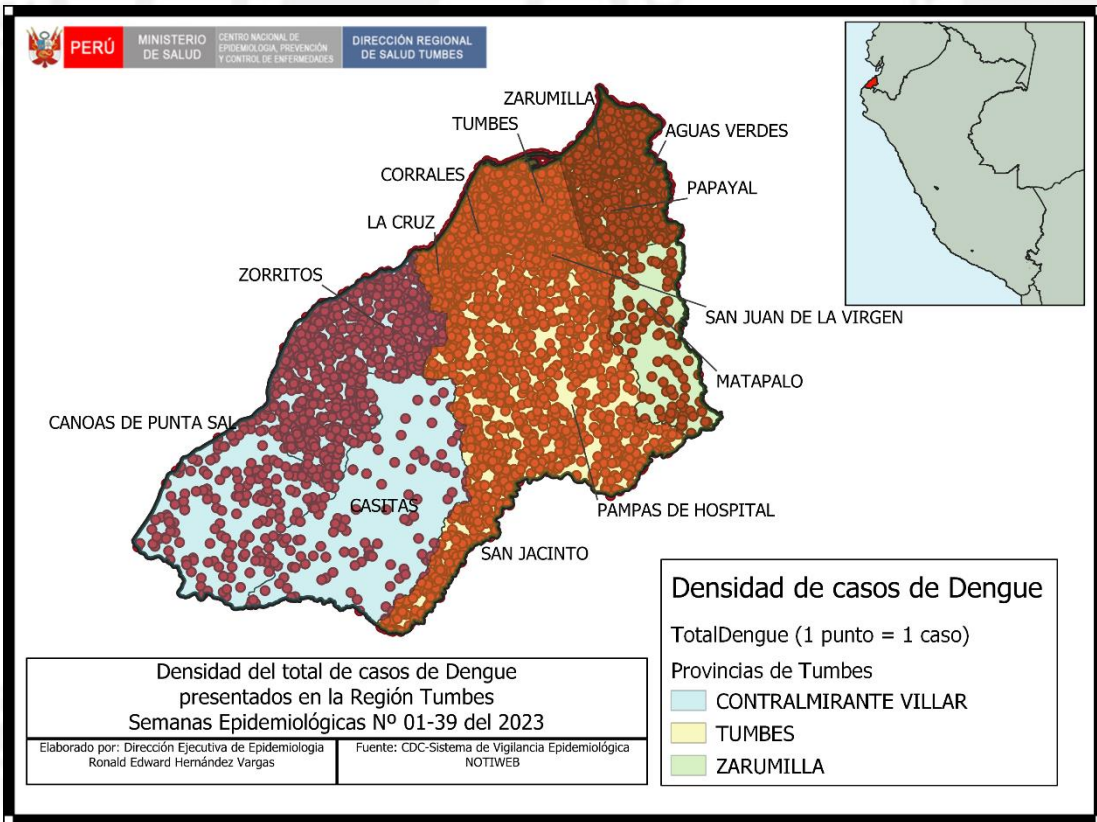 PERÚ
MINISTERIO
DE SALUD
CENTRO NACIONAL DE
EPIDEMIOLOGIA, PREVENCIÓN
Y CONTROL DE ENFERMEDADES
DIRECCIÓN REGIONAL
DE SALUD TUMBES
ZARUMILLA
TUMBES
AGUAS VERDES
CORRALES
PAPAYAL
LA CRUZ
ZORRITOS
SAN JUAN DE LA VIRGEN
MATAPALO
CANOAS DE PUNTA SAL
CASITAS
PAMPAS DE HOSPITAL
SAN JACINTO
Densidad de casos de Dengue
TotalDengue (1 punto = 1 caso)
Provincias de Tumbes
CONTRALMIRANTE VILLAR
TUMBES
ZARUMILLA
Densidad del total de casos de Dengue
presentados en la Región Tumbes
Semanas Epidemiológicas Nº 01-39 del 2023
Elaborado por: Dirección Ejecutiva de Epidemiologia
Ronald Edward Hernández Vargas
Fuente: CDC-Sistema de Vigilancia Epidemiológica
NOTIWEB